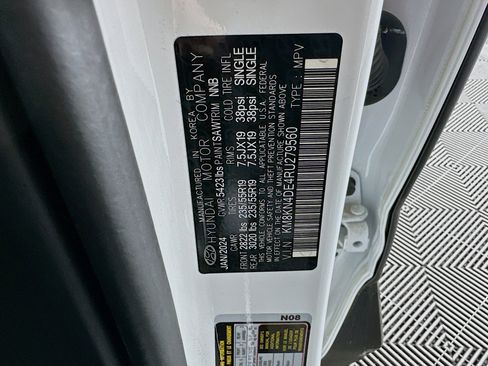 MADE IN KOREA BY
HYUNDAI MOTOR COMPANY
JAN/2024 GVWR 5423 lbs PAINT SAW TRIM NNB
GAWR TIRES RIMS COLD TIRE INFL
FRONT 2822 lbs 235/55R19 7.5JX19 38psi SINGLE
REAR 3020 lbs 235/55R19 7.5JX19 38psi SINGLE
THIS VEHICLE CONFORMS TO ALL APPLICABLE U.S.A. FEDERAL
MOTOR VEHICLE SAFETY AND THEFT PREVENTION STANDARDS
IN EFFECT ON THE DATE OF MANUFACTURE SHOWN ABOVE
VIN KM8KN4DE4RU279560 TYPE : MPV
N08